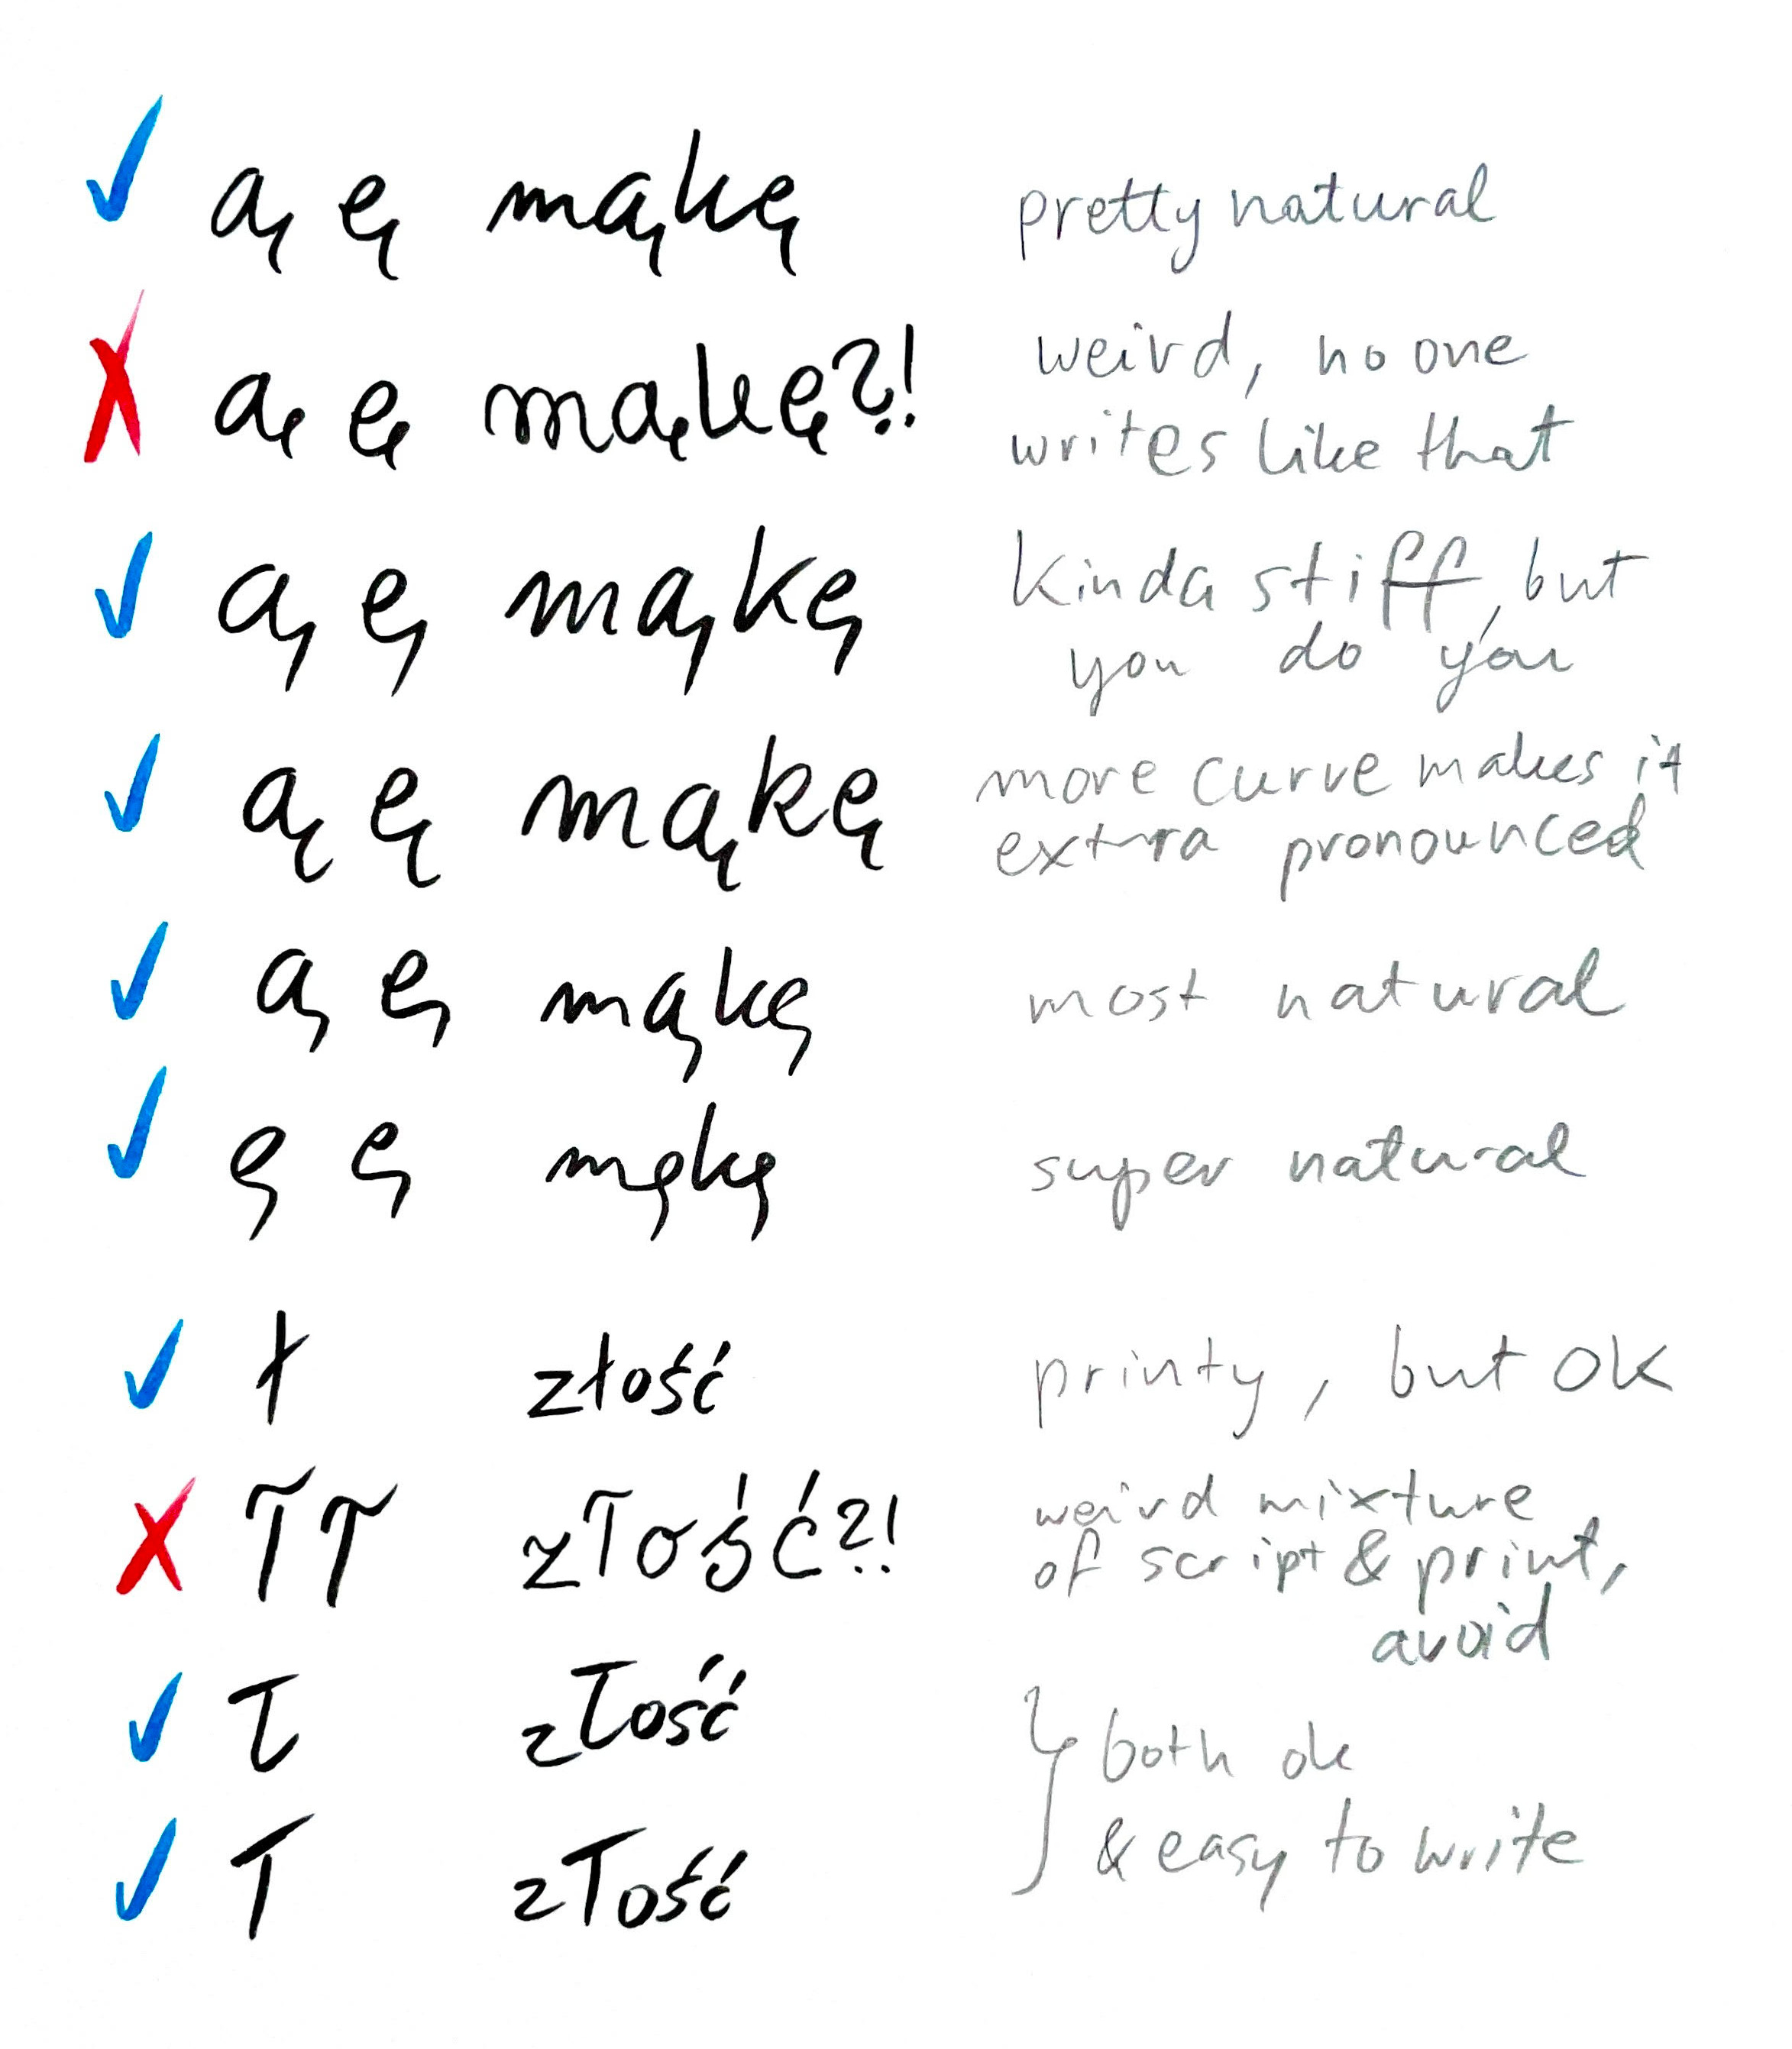 ✓ ą ę mąkę pretty natural
✗ ą ę mąkę?! weird, no one
writes like that
✓ ą ę mąkę Kinda stiff, but
you do you
✓ ą ę mąkę more curve makes it
extra pronounced
✓ ą ę mąkę most natural
✓ ą ę mąkę super natural
✓ ł złość printy, but OK
✗ ł ł złość?! weird mixture
of script & print,
avoid
✓ ł złość both ok
✓ ł złość & easy to write